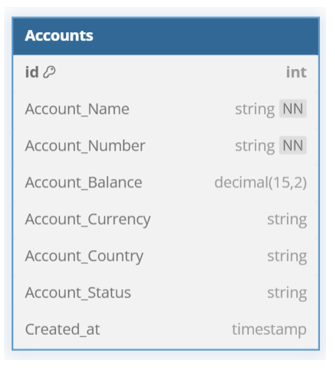 Accounts
id int
Account_Name string NN
Account_Number string NN
Account_Balance decimal(15,2)
Account_Currency string
Account_Country string
Account_Status string
Created_at timestamp